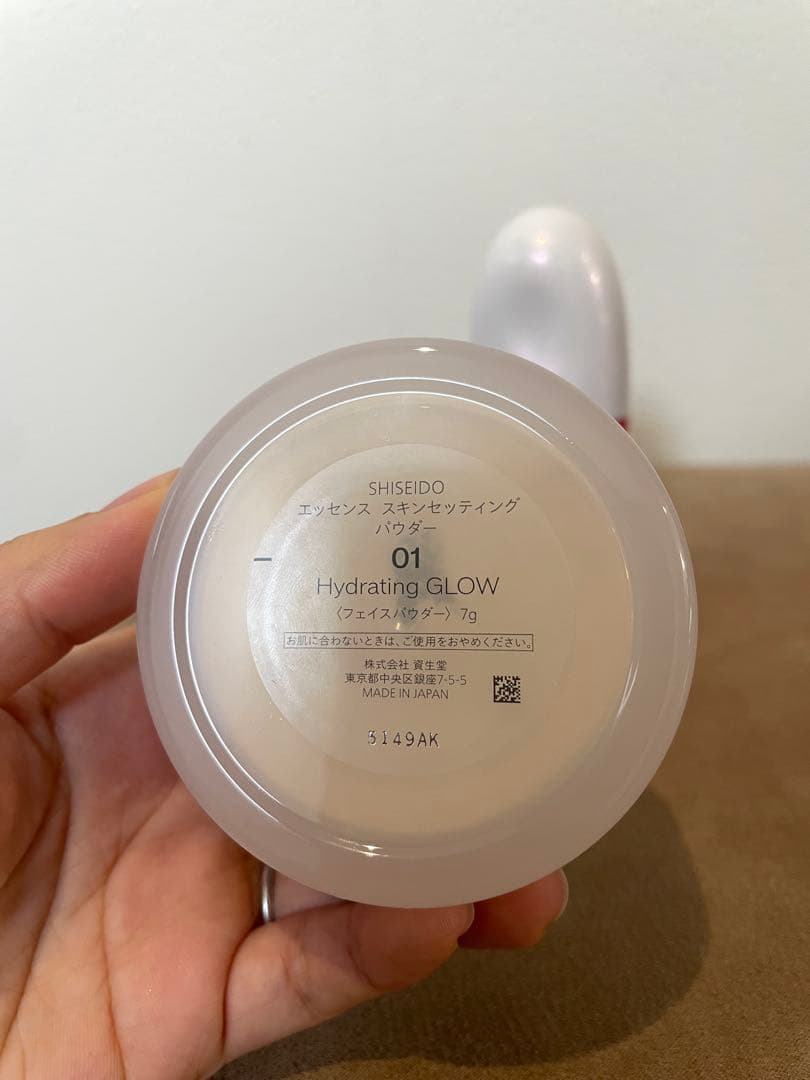 SHISEIDO
エッセンス スキンセッティング
パウダー
01
Hydrating GLOW
〈フェイスパウダー〉 7g
お肌に合わないときは、ご使用をおやめください。
株式会社 資生堂
東京都中央区銀座7-5-5
MADE IN JAPAN
5149AK